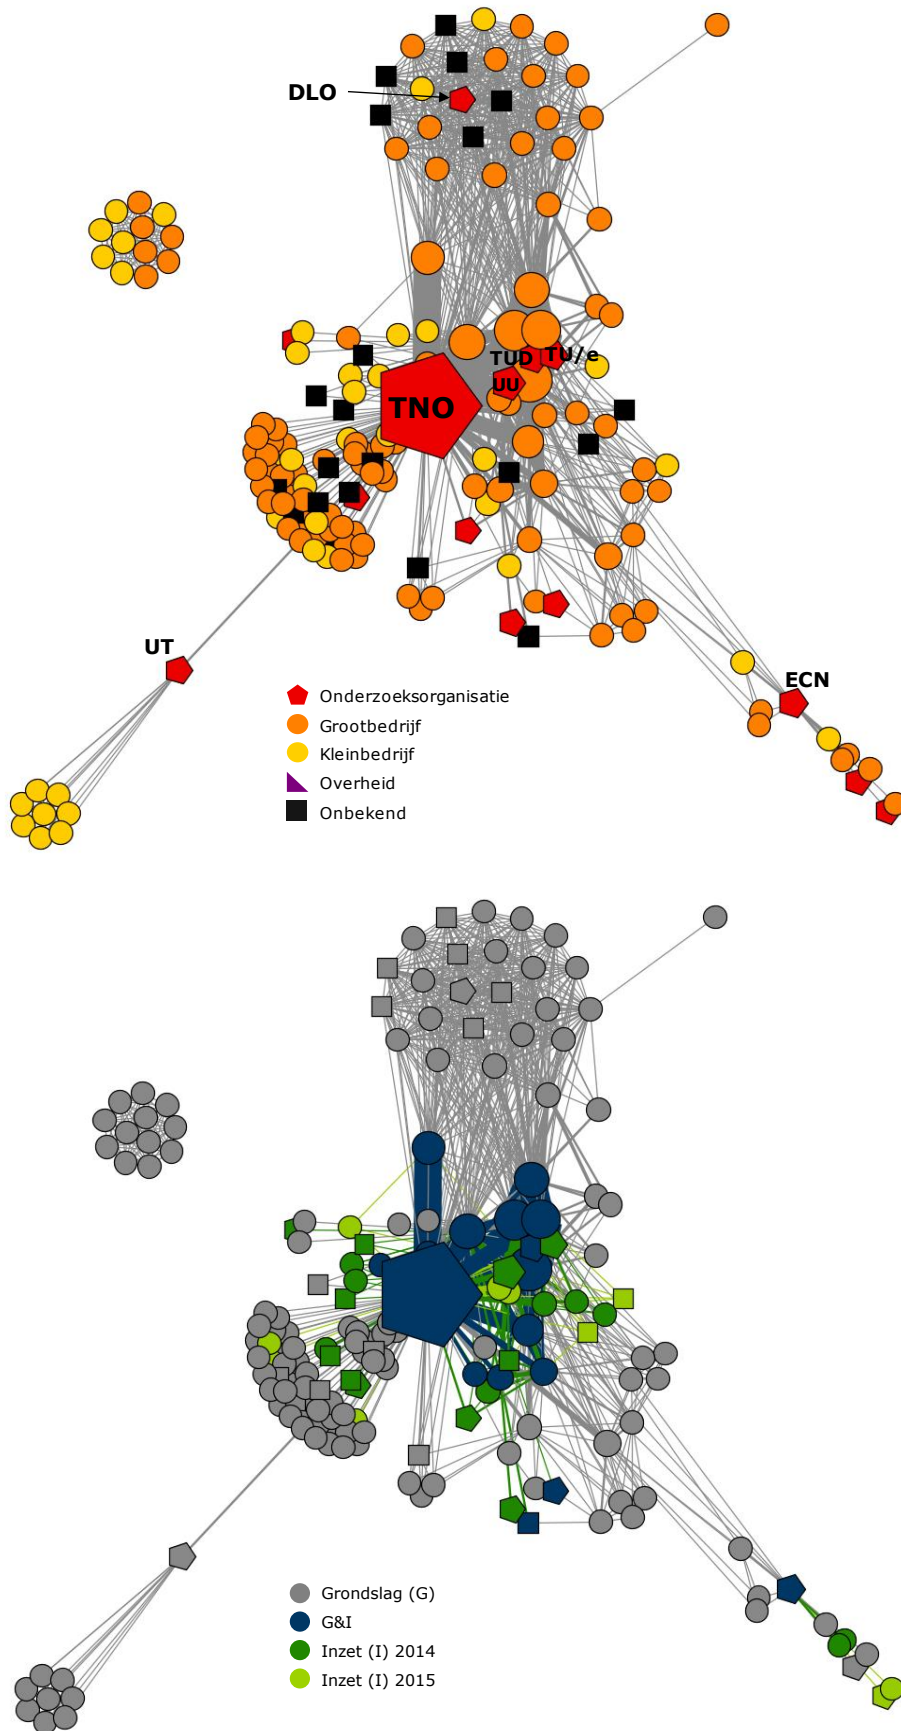 DLO
TUD
TU/e
UU
TNO
UT
ECN
Onderzoeksorganisatie
Grootbedrijf
Kleinbedrijf
Overheid
Onbekend
Grondslag (G)
G&I
Inzet (I) 2014
Inzet (I) 2015